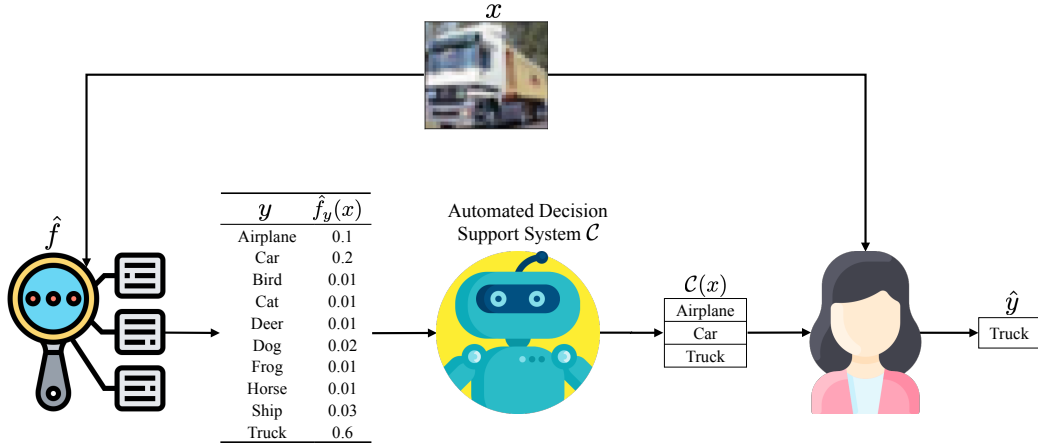 x
f̂
y f̂_y(x)
Airplane 0.1
Car 0.2
Bird 0.01
Cat 0.01
Deer 0.01
Dog 0.02
Frog 0.01
Horse 0.01
Ship 0.03
Truck 0.6
Automated Decision
Support System 𝒞
𝒞(x)
Airplane
Car
Truck
ŷ
Truck